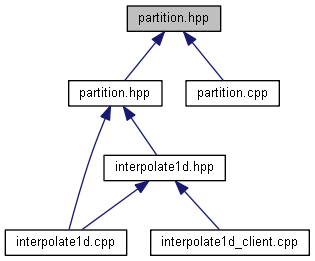 partition.hpp
partition.hpp
partition.cpp
interpolate1d.hpp
interpolate1d.cpp
interpolate1d_client.cpp